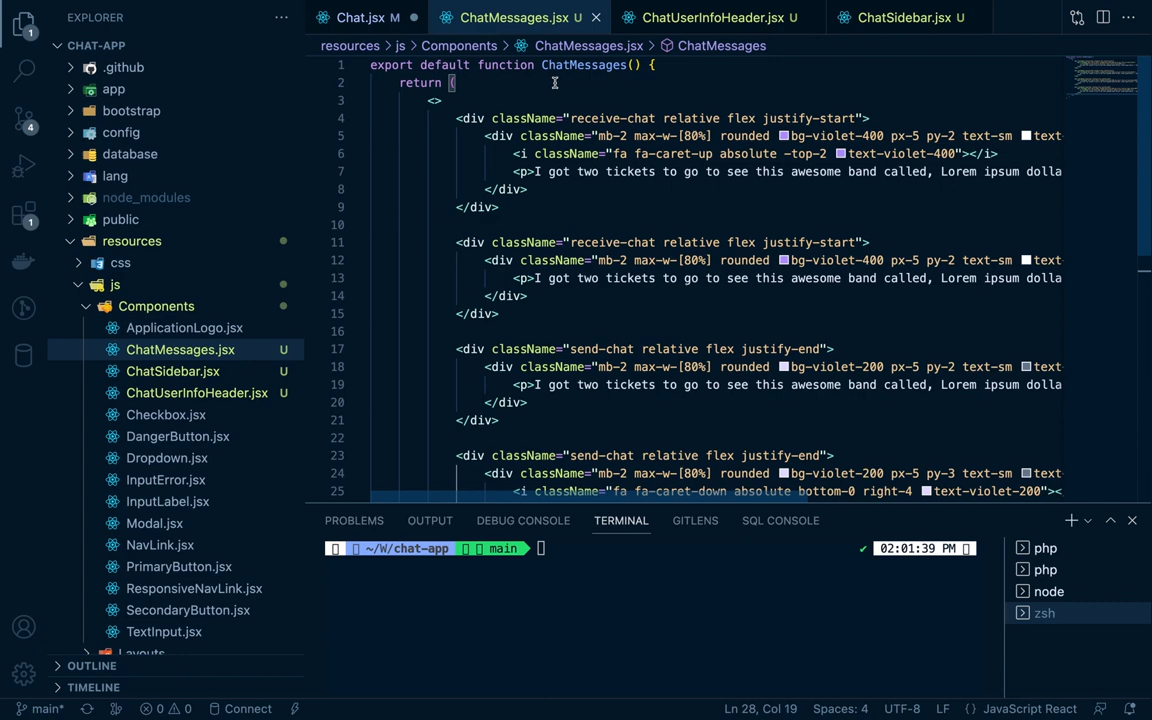 EXPLORER
CHAT-APP
.github
app
bootstrap
config
database
lang
node_modules
public
resources
css
js
Components
ApplicationLogo.jsx
ChatMessages.jsx U
ChatSidebar.jsx U
ChatUserInfoHeader.jsx U
Checkbox.jsx
DangerButton.jsx
Dropdown.jsx
InputError.jsx
InputLabel.jsx
Modal.jsx
NavLink.jsx
PrimaryButton.jsx
ResponsiveNavLink.jsx
SecondaryButton.jsx
TextInput.jsx
Layouts
OUTLINE
TIMELINE
1
4
1
Chat.jsx M
ChatMessages.jsx U
ChatUserInfoHeader.jsx U
ChatSidebar.jsx U
resources > js > Components > ChatMessages.jsx > ChatMessages
1 export default function ChatMessages() {
2 return (
3 <>
4 <div className="receive-chat relative flex justify-start">
5 <div className="mb-2 max-w-[80%] rounded bg-violet-400 px-5 py-2 text-sm text-
6 <i className="fa fa-caret-up absolute -top-2 text-violet-400"></i>
7 <p>I got two tickets to go to see this awesome band called, Lorem ipsum dolla
8 </div>
9 </div>
10
11 <div className="receive-chat relative flex justify-start">
12 <div className="mb-2 max-w-[80%] rounded bg-violet-400 px-5 py-2 text-sm text-
13 <p>I got two tickets to go to see this awesome band called, Lorem ipsum dolla
14 </div>
15 </div>
16
17 <div className="send-chat relative flex justify-end">
18 <div className="mb-2 max-w-[80%] rounded bg-violet-200 px-5 py-2 text-sm text-
19 <p>I got two tickets to go to see this awesome band called, Lorem ipsum dolla
20 </div>
21 </div>
22
23 <div className="send-chat relative flex justify-end">
24 <div className="mb-2 max-w-[80%] rounded bg-violet-200 px-5 py-3 text-sm text-
25 <i className="fa fa-caret-down absolute bottom-0 right-4 text-violet-200"><
PROBLEMS OUTPUT DEBUG CONSOLE TERMINAL GITLENS SQL CONSOLE
~/W/chat-app main ✔ 02:01:39 PM
php
php
node
zsh
main* 0 0 Connect Ln 28, Col 19 Spaces: 4 UTF-8 LF {} JavaScript React